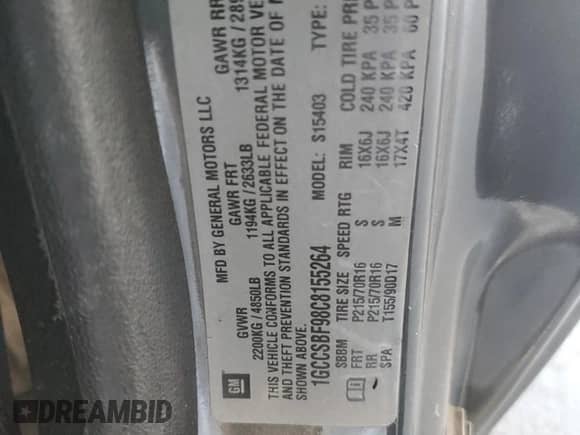 MFD BY GENERAL MOTORS LLC
GVWR GAWR FRT GAWR RR
2200KG / 4850LB 1194KG / 2633LB 1314KG / 289
THIS VEHICLE CONFORMS TO ALL APPLICABLE FEDERAL MOTOR VE
AND THEFT PREVENTION STANDARDS IN EFFECT ON THE DATE OF
SHOWN ABOVE.
1GCCSBF98C8155264 MODEL: S15403 TYPE:
SBBM TIRE SIZE SPEED RTG RIM COLD TIRE PR
FRT P215/70R16 S 16X6J 240 KPA 35 P
RR P215/70R16 S 16X6J 240 KPA 35 P
SPA T155/90D17 M 17X4T 420 KPA 60 P
GM
DREAMBID